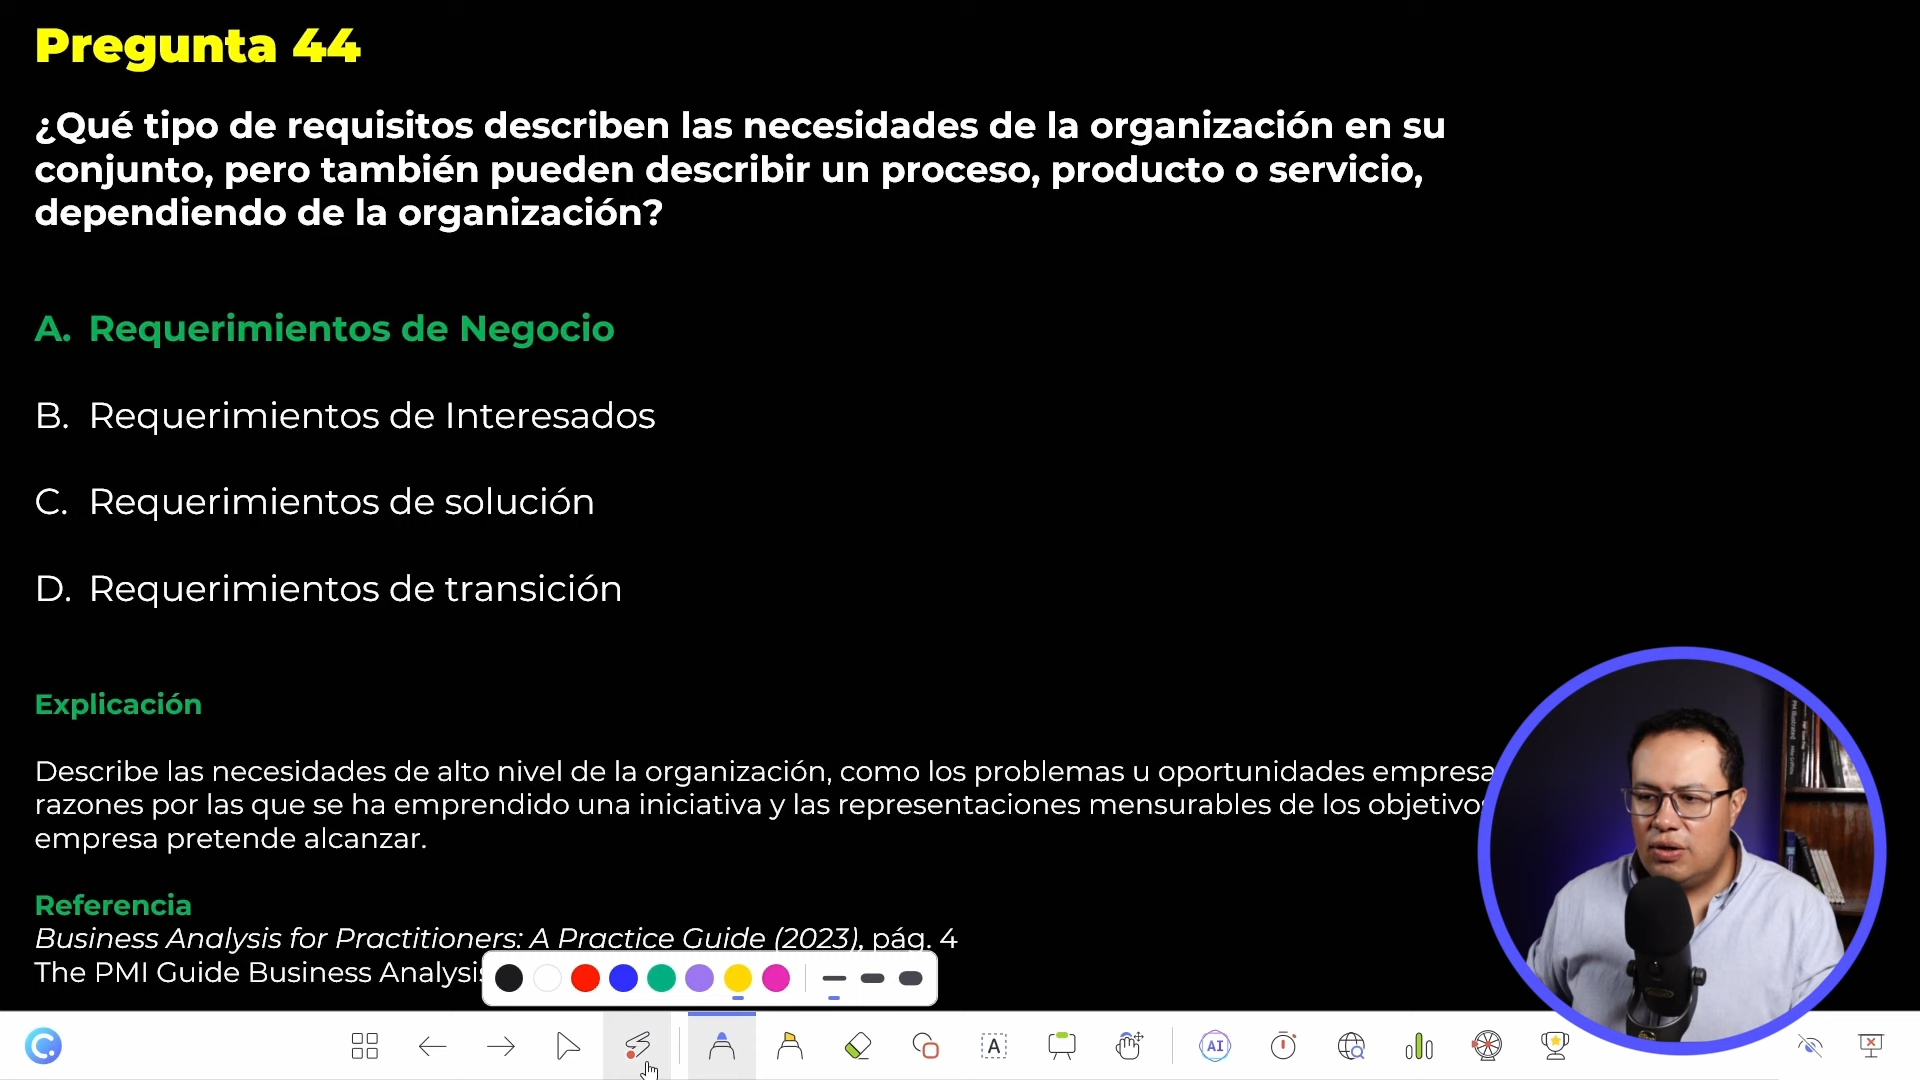 Pregunta 44
¿Qué tipo de requisitos describen las necesidades de la organización en su
conjunto, pero también pueden describir un proceso, producto o servicio,
dependiendo de la organización?
A. Requerimientos de Negocio
B. Requerimientos de Interesados
C. Requerimientos de solución
D. Requerimientos de transición
Explicación
Describe las necesidades de alto nivel de la organización, como los problemas u oportunidades empresa
razones por las que se ha emprendido una iniciativa y las representaciones mensurables de los objetivos
empresa pretende alcanzar.
Referencia
Business Analysis for Practitioners: A Practice Guide (2023), pág. 4
The PMI Guide Business Analysis
A
AI